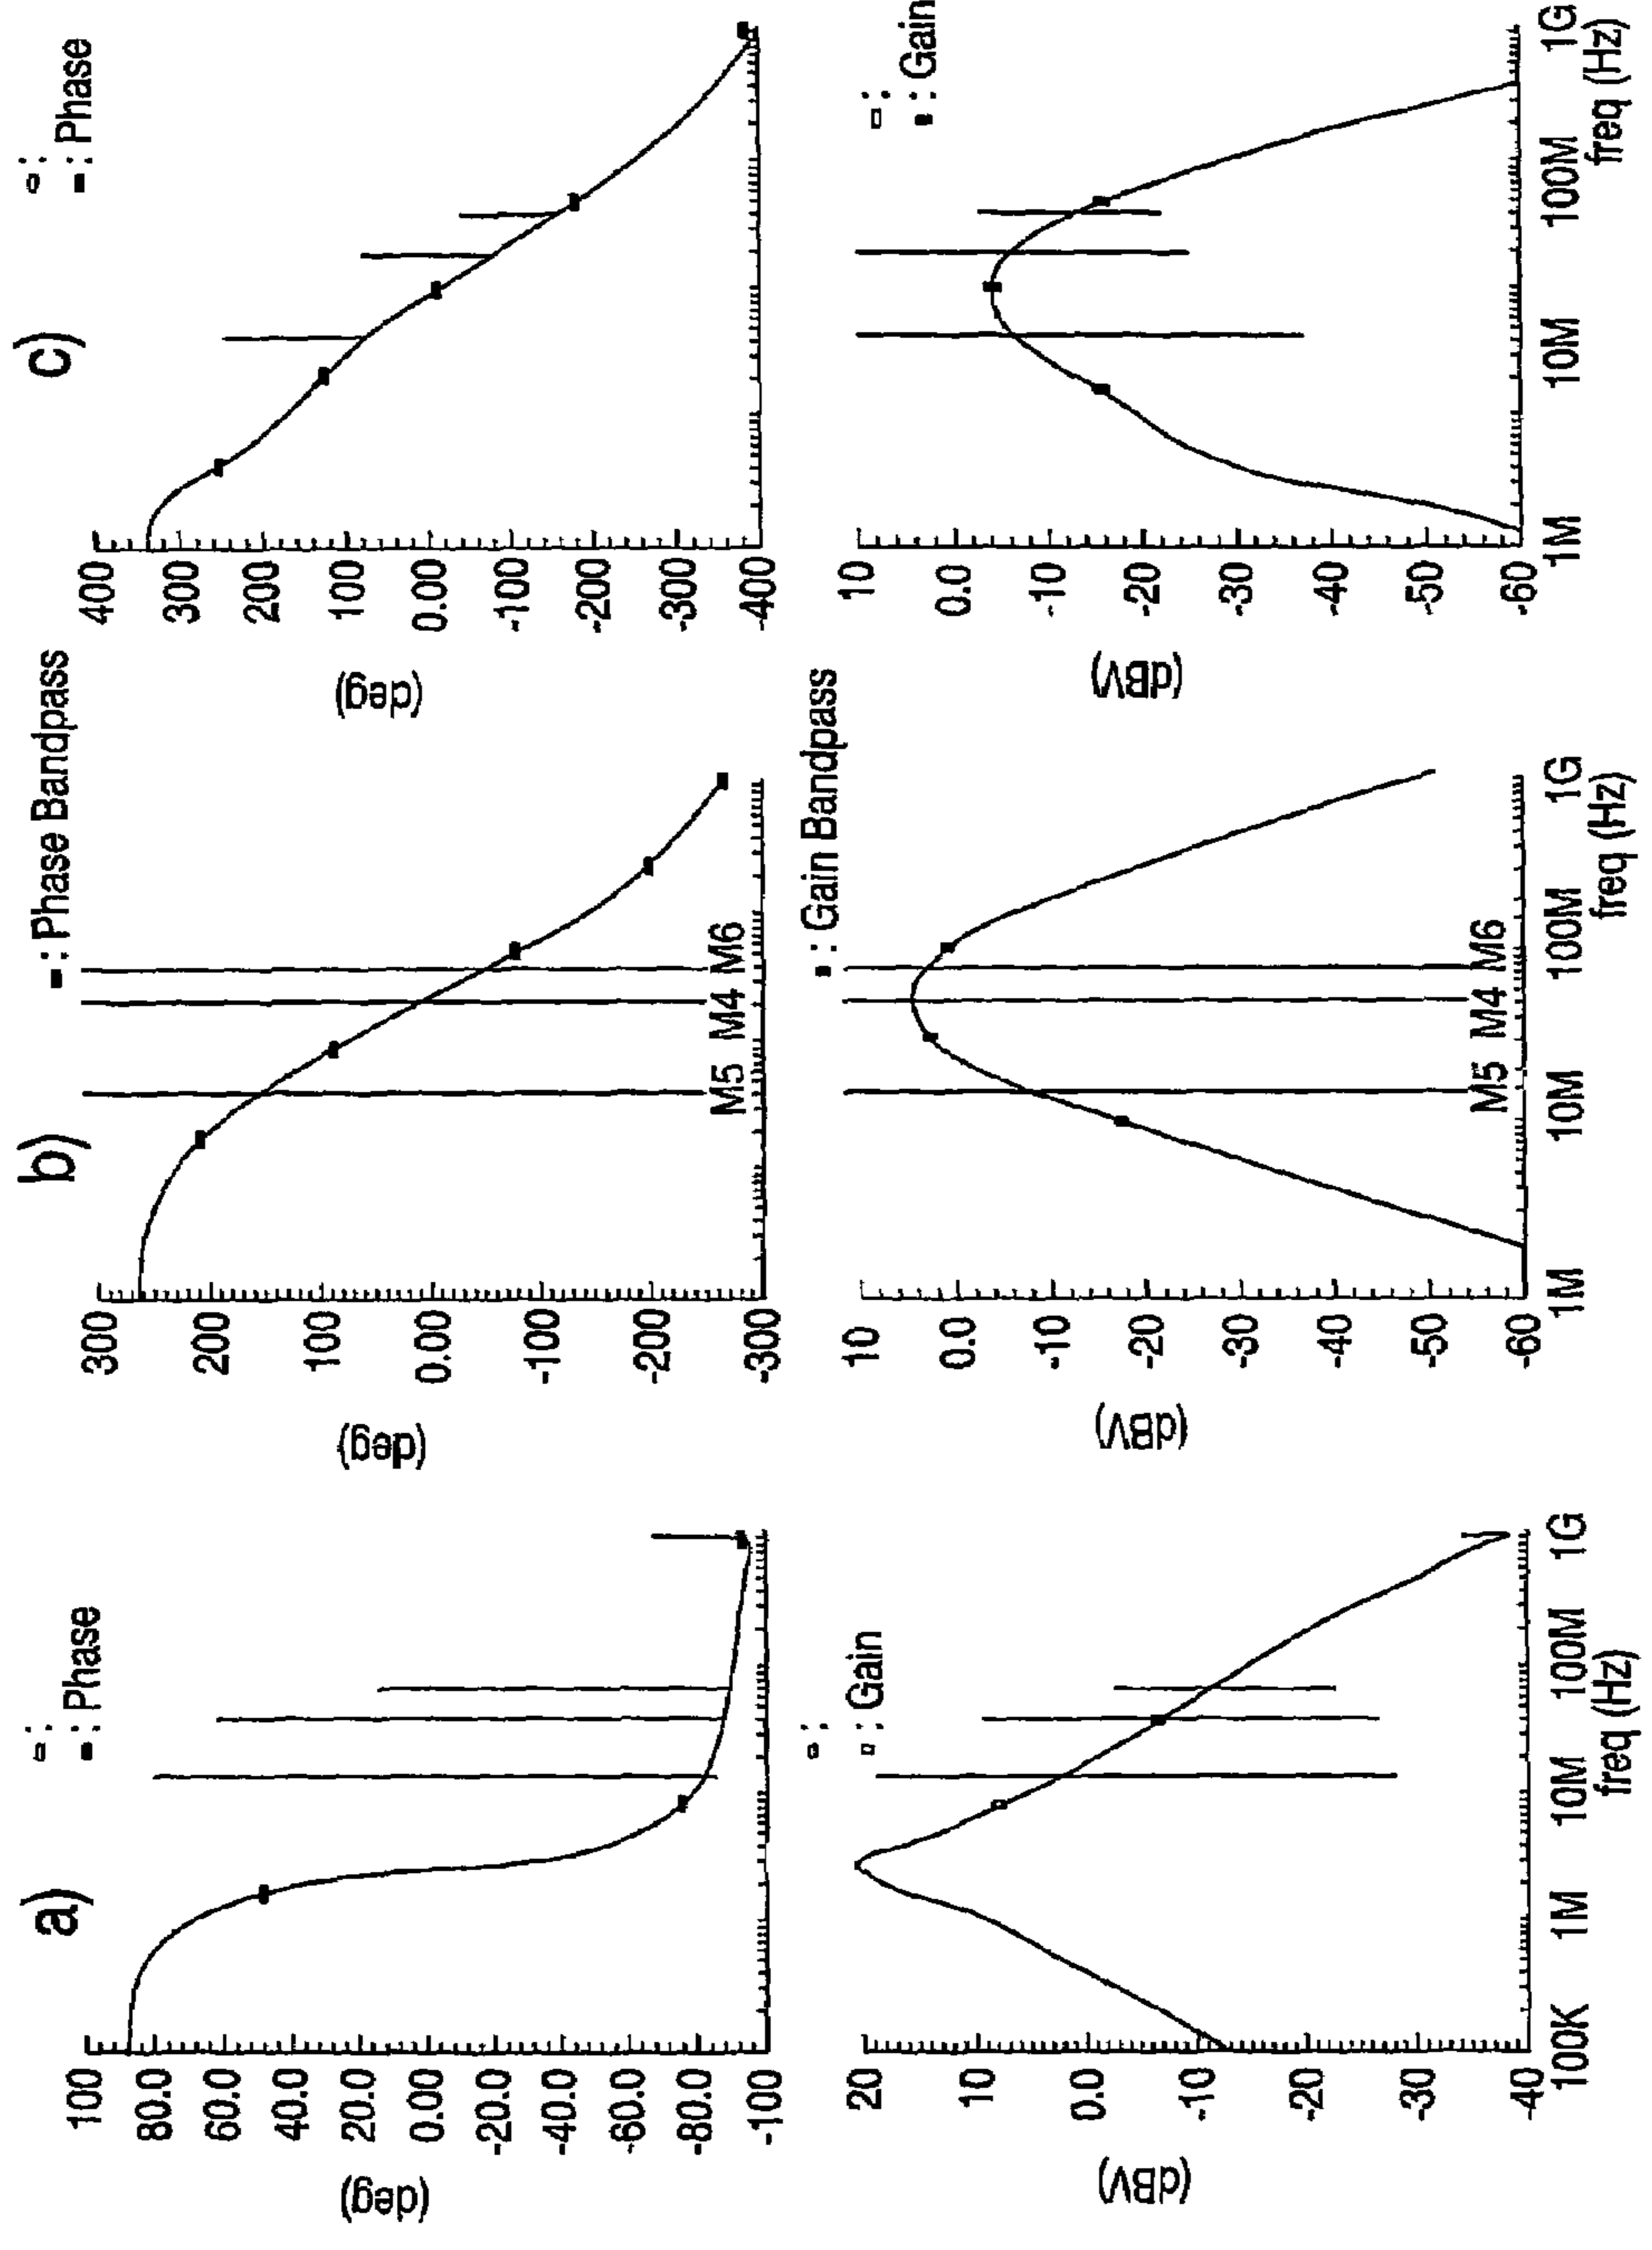 a)
▫:
▪: Phase
(deg)
100
80.0
60.0
40.0
20.0
0.00
-20.0
-40.0
-60.0
-80.0
-100
▫:
▫: Gain
(dBV)
20
10
0.0
-10
-20
-30
-40
100K 1M 10M 100M 1G
freq (Hz)
b)
▪: Phase Bandpass
(deg)
300
200
100
0.00
-100
-200
-300
M5 M4 M6
▪: Gain Bandpass
(dBV)
10
0.0
-10
-20
-30
-40
-50
-60
M5 M4 M6
1M 10M 100M 1G
freq (Hz)
c)
▫:
▪: Phase
(deg)
400
300
200
100
0.00
-100
-200
-300
-400
▫:
▪: Gain
(dBV)
10
0.0
-10
-20
-30
-40
-50
-60
1M 10M 100M 1G
freq (Hz)